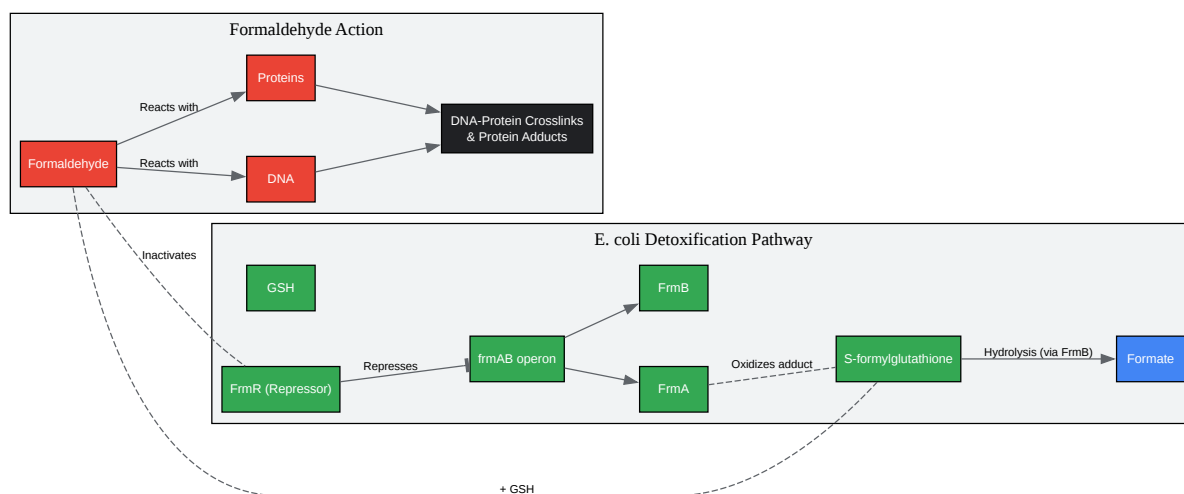 Formaldehyde Action
Proteins
Reacts with
DNA-Protein Crosslinks
& Protein Adducts
Formaldehyde
Reacts with
DNA
Inactivates
E. coli Detoxification Pathway
GSH
FrmB
Represses
frmAB operon
Oxidizes adduct
S-formylglutathione
Hydrolysis (via FrmB)
Formate
FrmR (Repressor)
FrmA
+ GSH